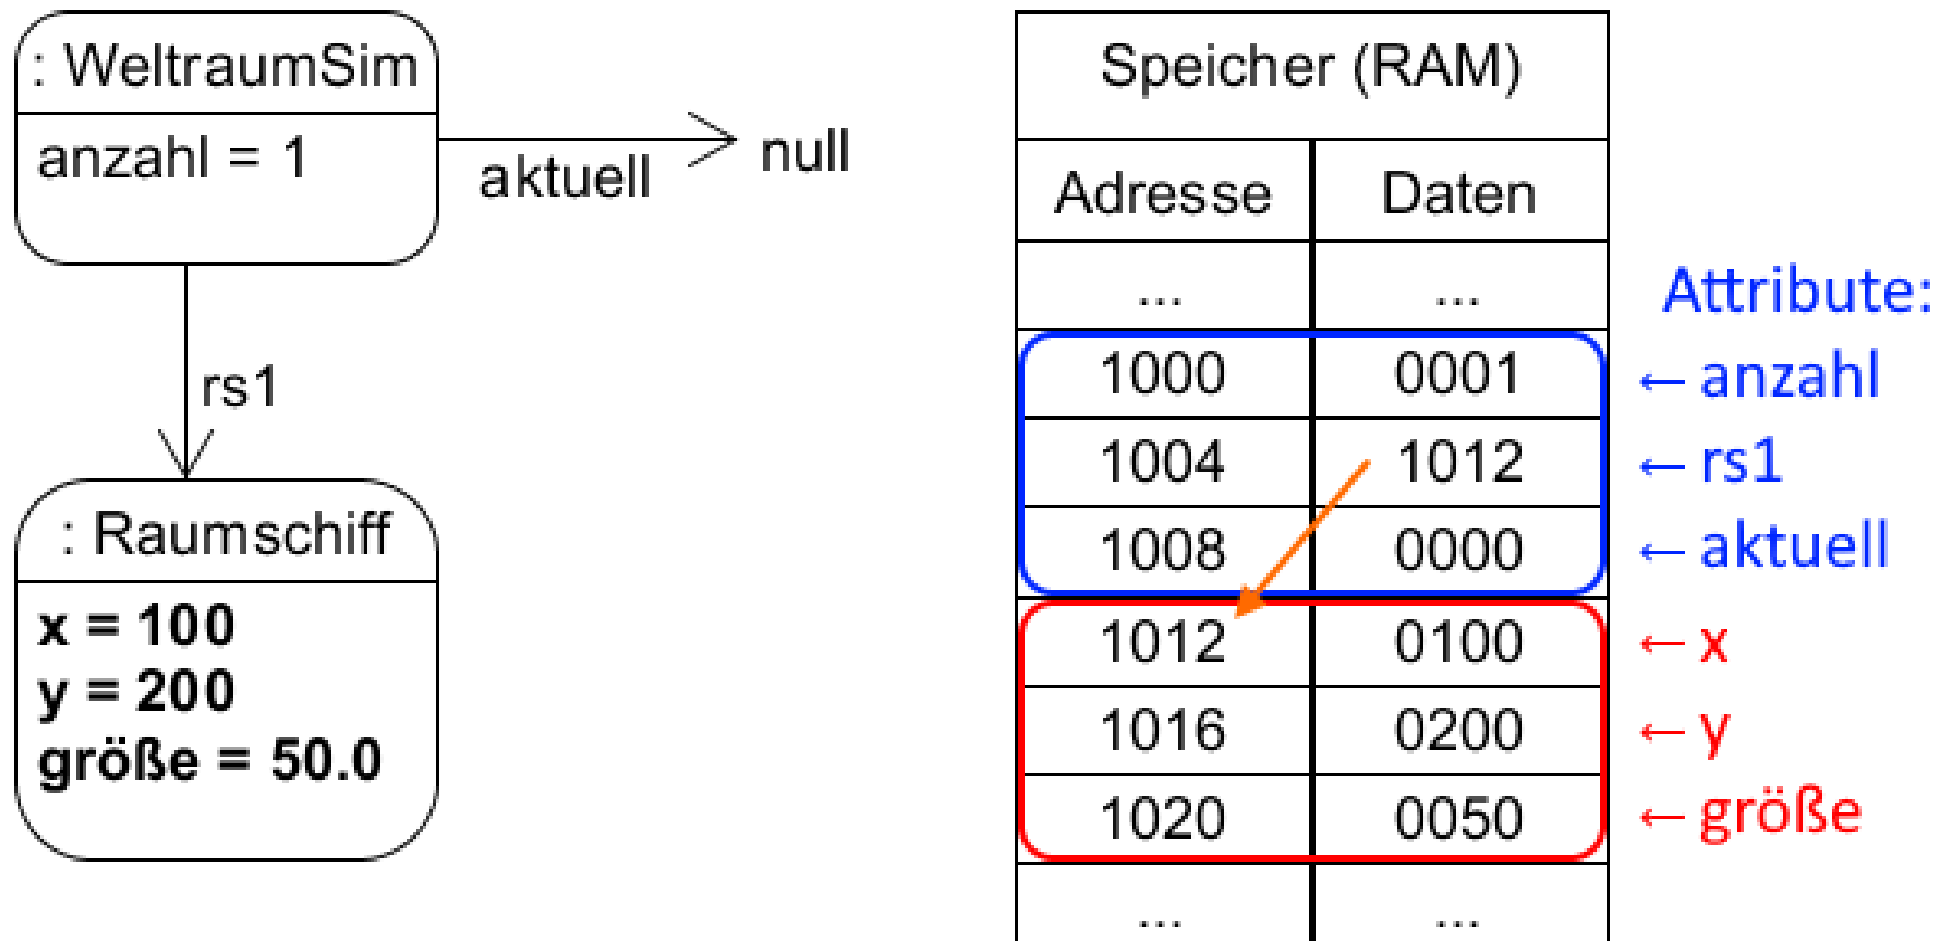 : WeltraumSim
anzahl = 1
aktuell
null
rs1
: Raumschiff
x = 100
y = 200
größe = 50.0
Speicher (RAM)
Adresse Daten
... ...
Attribute:
1000 0001 ← anzahl
1004 1012 ← rs1
1008 0000 ← aktuell
1012 0100 ← x
1016 0200 ← y
1020 0050 ← größe
... ...